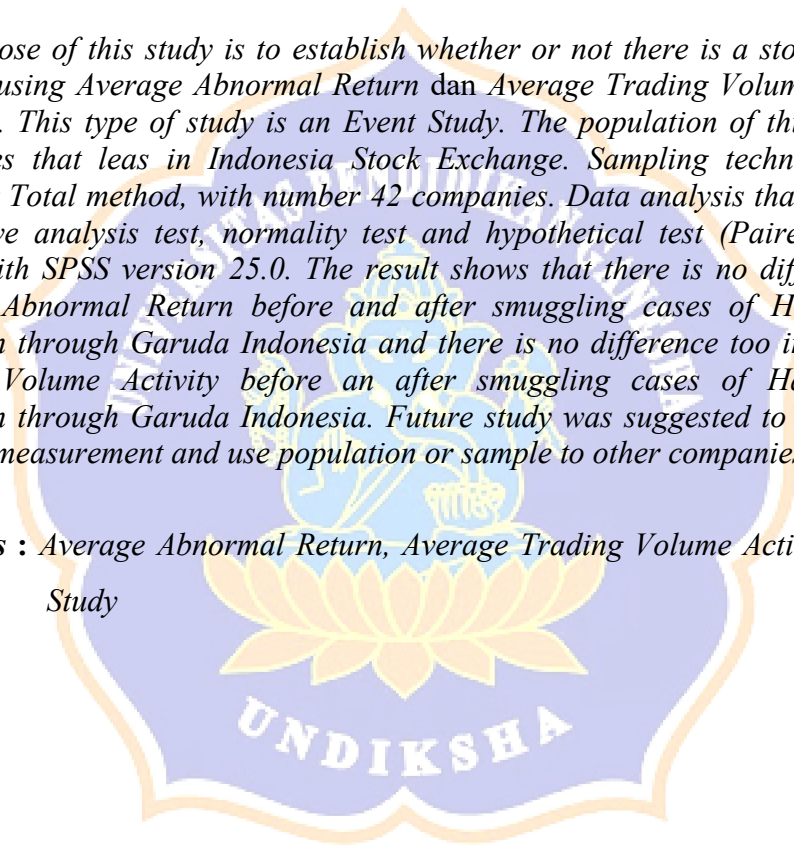 ose of this study is to establish whether or not there is a sto
using Average Abnormal Return dan Average Trading Volum
. This type of study is an Event Study. The population of thi
es that leas in Indonesia Stock Exchange. Sampling techn
Total method, with number 42 companies. Data analysis tha
ve analysis test, normality test and hypothetical test (Paire
ith SPSS version 25.0. The result shows that there is no diff
Abnormal Return before and after smuggling cases of H
n through Garuda Indonesia and there is no difference too i
Volume Activity before an after smuggling cases of Ha
n through Garuda Indonesia. Future study was suggested to
measurement and use population or sample to other companies
s : Average Abnormal Return, Average Trading Volume Acti
Study
UNIVERSITAS PENDIDIKAN GANESHA
UNDIKSHA